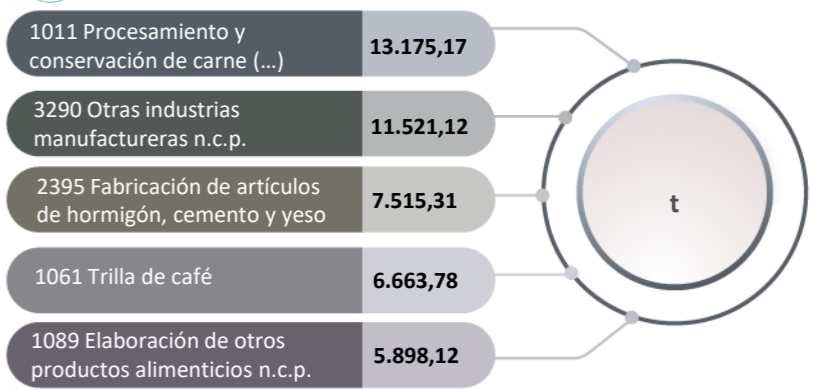 1011 Procesamiento y
conservación de carne (...)
13.175,17
3290 Otras industrias
manufactureras n.c.p.
11.521,12
2395 Fabricación de artículos
de hormigón, cemento y yeso
7.515,31
t
1061 Trilla de café
6.663,78
1089 Elaboración de otros
productos alimenticios n.c.p.
5.898,12